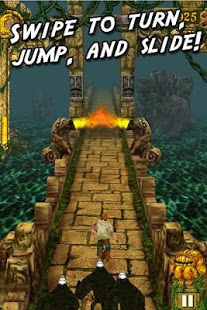 SWIPE TO TURN,
JUMP, AND SLIDE!